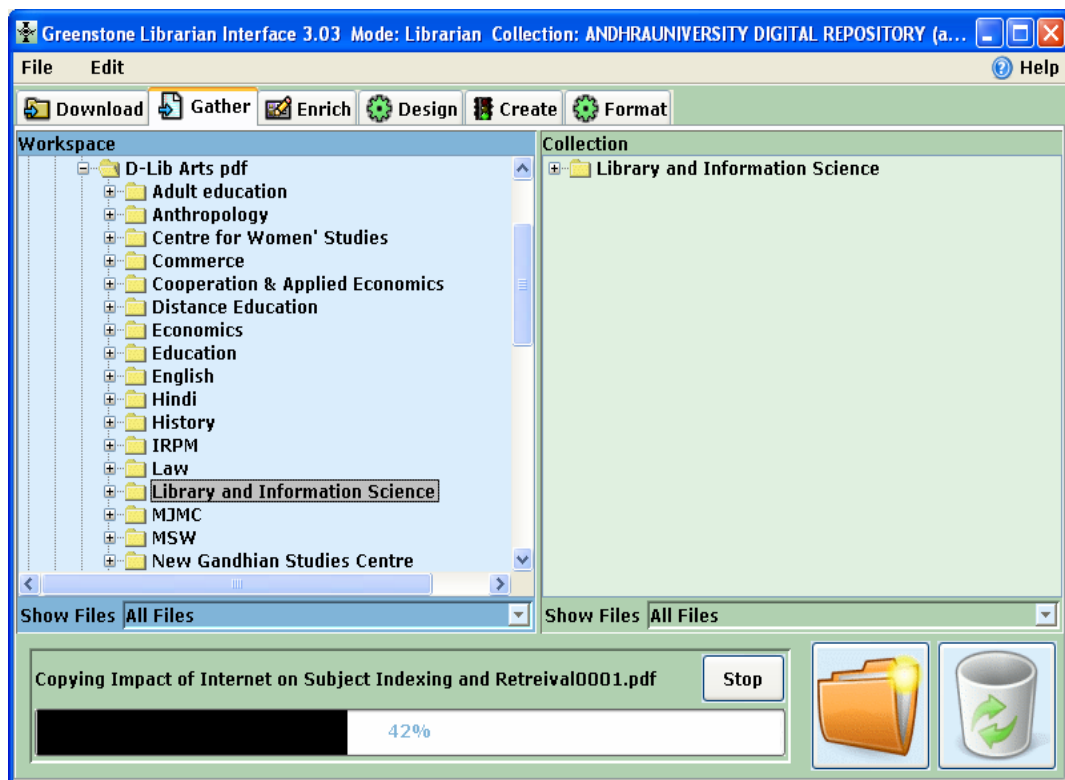 Greenstone Librarian Interface 3.03 Mode: Librarian Collection: ANDHRAUNIVERSITY DIGITAL REPOSITORY (a...
File Edit Help
Download Gather Enrich Design Create Format
Workspace
D-Lib Arts pdf
Adult education
Anthropology
Centre for Women' Studies
Commerce
Cooperation & Applied Economics
Distance Education
Economics
Education
English
Hindi
History
IRPM
Law
Library and Information Science
MJMC
MSW
New Gandhian Studies Centre
Show Files All Files
Collection
Library and Information Science
Show Files All Files
Copying Impact of Internet on Subject Indexing and Retreival0001.pdf Stop
42%